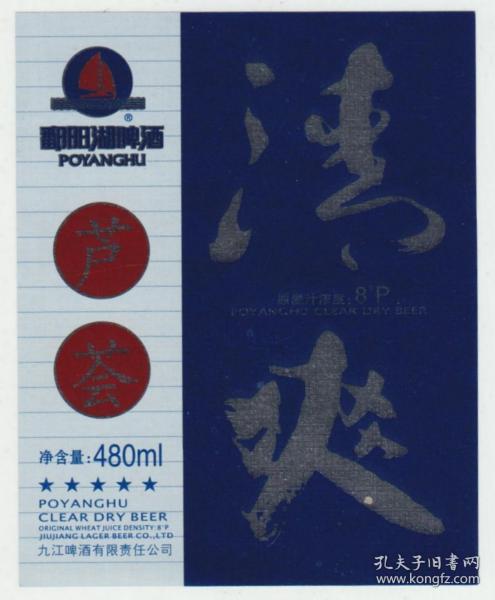 ®
鄱阳湖啤酒
POYANGHU
芦
荟
净含量:480ml
★★★★★
POYANGHU
CLEAR DRY BEER
ORIGINAL WHEAT JUICE DENSITY:8°P
JIUJIANG LAGER BEER CO.,LTD
九江啤酒有限责任公司
清
原麦汁浓度:8°P
POYANGHU CLEAR DRY BEER
爽
孔夫子旧书网
www.kongfz.com